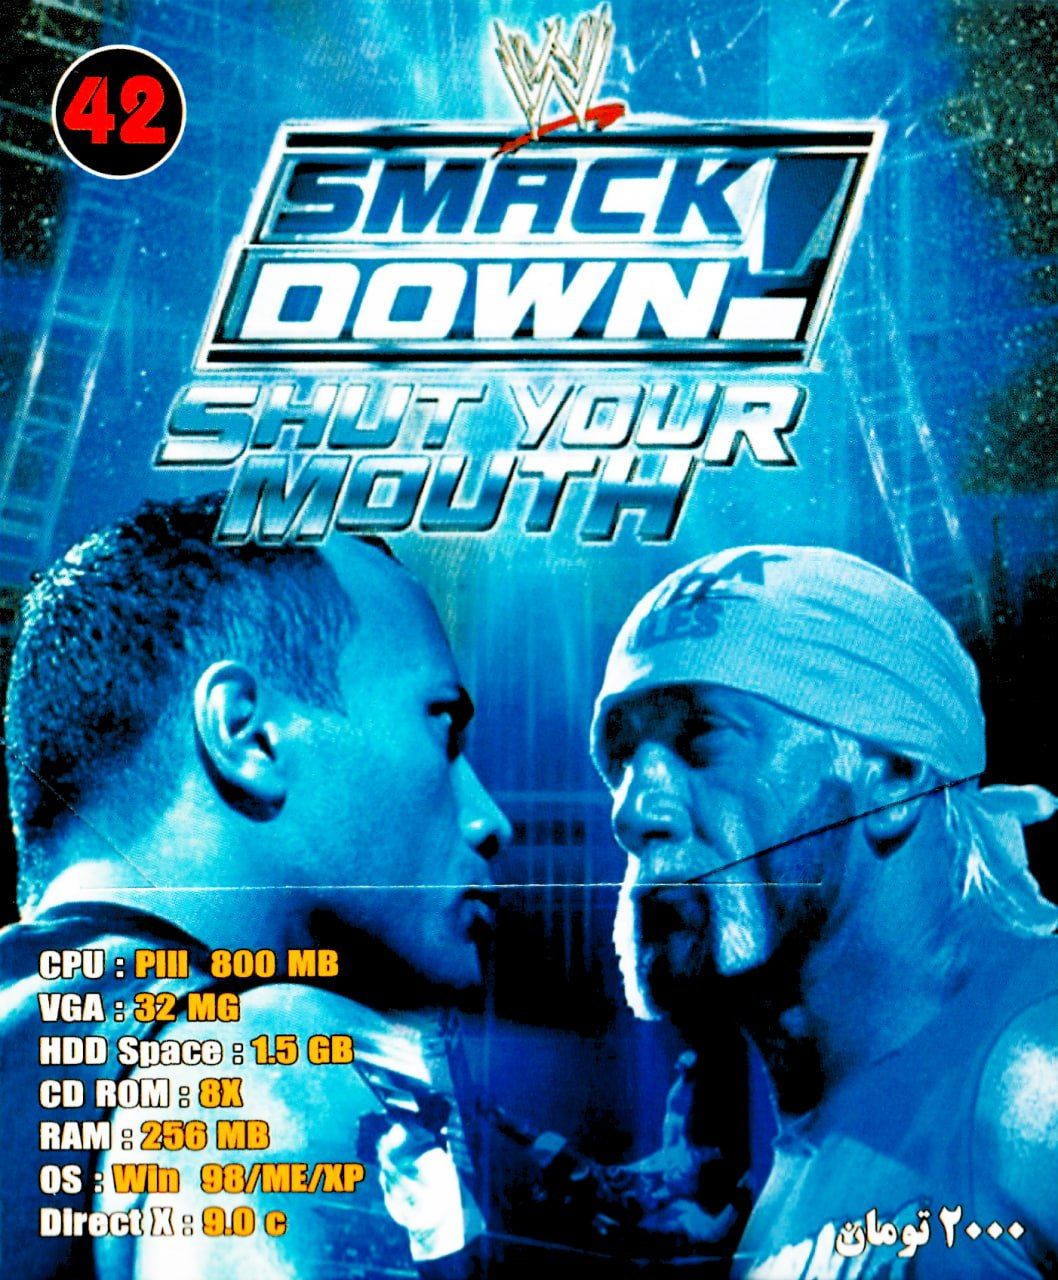 42
W
SMACK
DOWN!
SHUT YOUR
MOUTH
CPU : PIII 800 MB
VGA : 32 MG
HDD Space : 1.5 GB
CD ROM : 8X
RAM : 256 MB
OS : Win 98/ME/XP
Direct X : 9.0 c
۲۰۰۰ تومان